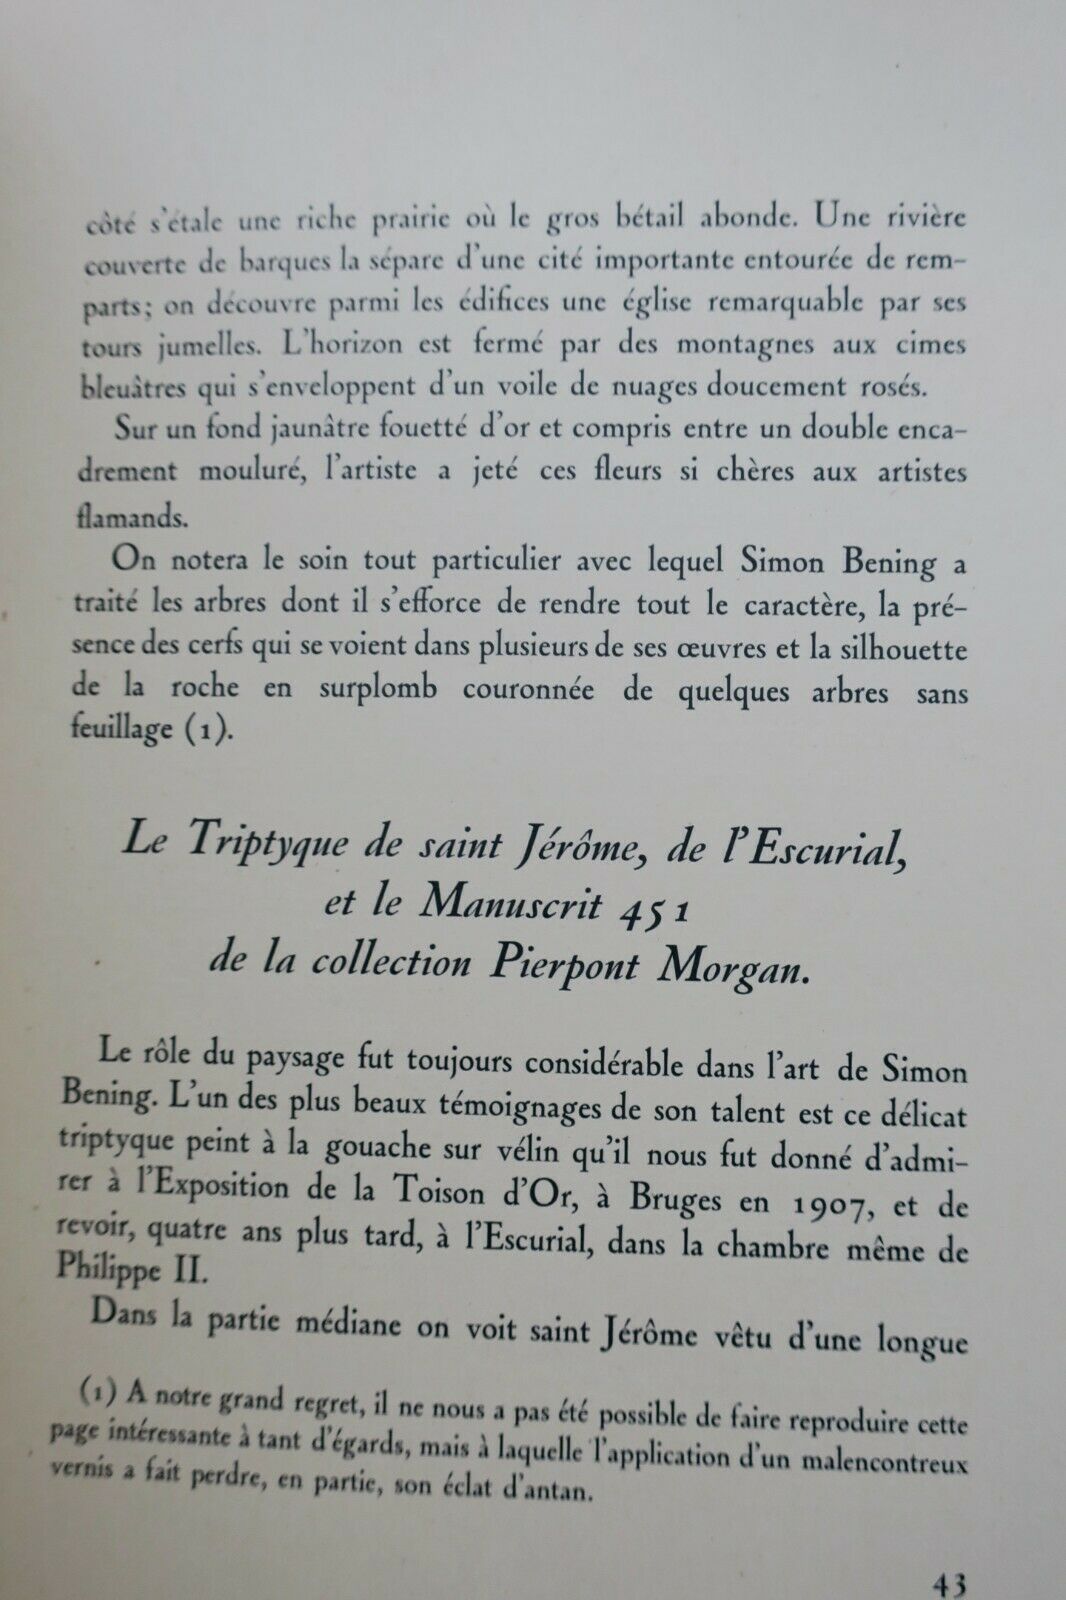 côté s'étale une riche prairie où le gros bétail abonde. Une rivière
couverte de barques la sépare d'une cité importante entourée de rem-
parts; on découvre parmi les édifices une église remarquable par ses
tours jumelles. L'horizon est fermé par des montagnes aux cimes
bleuâtres qui s'enveloppent d'un voile de nuages doucement rosés.
Sur un fond jaunâtre fouetté d'or et compris entre un double enca-
drement mouluré, l'artiste a jeté ces fleurs si chères aux artistes
flamands.
On notera le soin tout particulier avec lequel Simon Bening a
traité les arbres dont il s'efforce de rendre tout le caractère, la pré-
sence des cerfs qui se voient dans plusieurs de ses œuvres et la silhouette
de la roche en surplomb couronnée de quelques arbres sans
feuillage (1).
Le Triptyque de saint Jérôme, de l'Escurial,
et le Manuscrit 451
de la collection Pierpont Morgan.
Le rôle du paysage fut toujours considérable dans l'art de Simon
Bening. L'un des plus beaux témoignages de son talent est ce délicat
triptyque peint à la gouache sur vélin qu'il nous fut donné d'admi-
rer à l'Exposition de la Toison d'Or, à Bruges en 1907, et de
revoir, quatre ans plus tard, à l'Escurial, dans la chambre même de
Philippe II.
Dans la partie médiane on voit saint Jérôme vêtu d'une longue
(1) A notre grand regret, il ne nous a pas été possible de faire reproduire cette
page intéressante à tant d'égards, mais à laquelle l'application d'un malencontreux
vernis a fait perdre, en partie, son éclat d'antan.
43